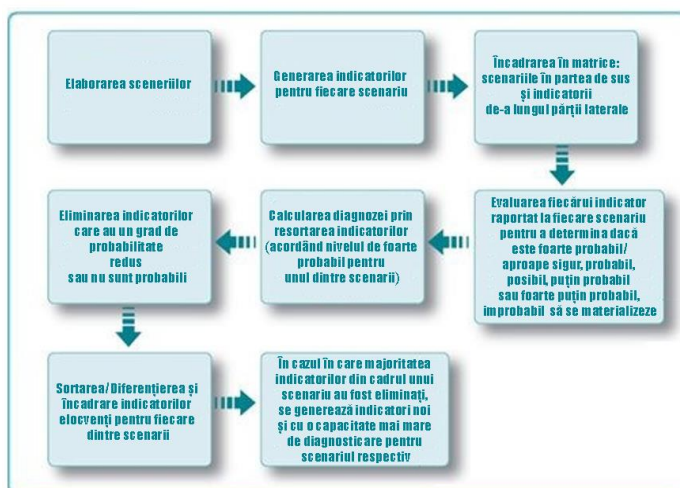 Elaborarea sceneriilor
Generarea indicatorilor
pentru fiecare scenariu
Încadrarea în matrice:
scenariile în partea de sus
și indicatorii
de-a lungul părții laterale
Evaluarea fiecărui indicator
raportat la fiecare scenariu
pentru a determina dacă
este foarte probabil/
aproape sigur, probabil,
posibil, puțin probabil
sau foarte puțin probabil,
improbabil să se materializeze
Calcularea diagnozei prin
resortarea indicatorilor
(acordând nivelul de foarte
probabil pentru
unul dintre scenarii)
Eliminarea indicatorilor
care au un grad de
probabilitate
redus
sau nu sunt probabili
Sortarea/Diferențierea și
încadrare indicatorilor
elocvenți pentru fiecare
dintre scenarii
În cazul în care majoritatea
indicatorilor din cadrul unui
scenariu au fost eliminați,
se generează indicatori noi
și cu o capacitate mai mare
de diagnosticare pentru
scenariul respectiv